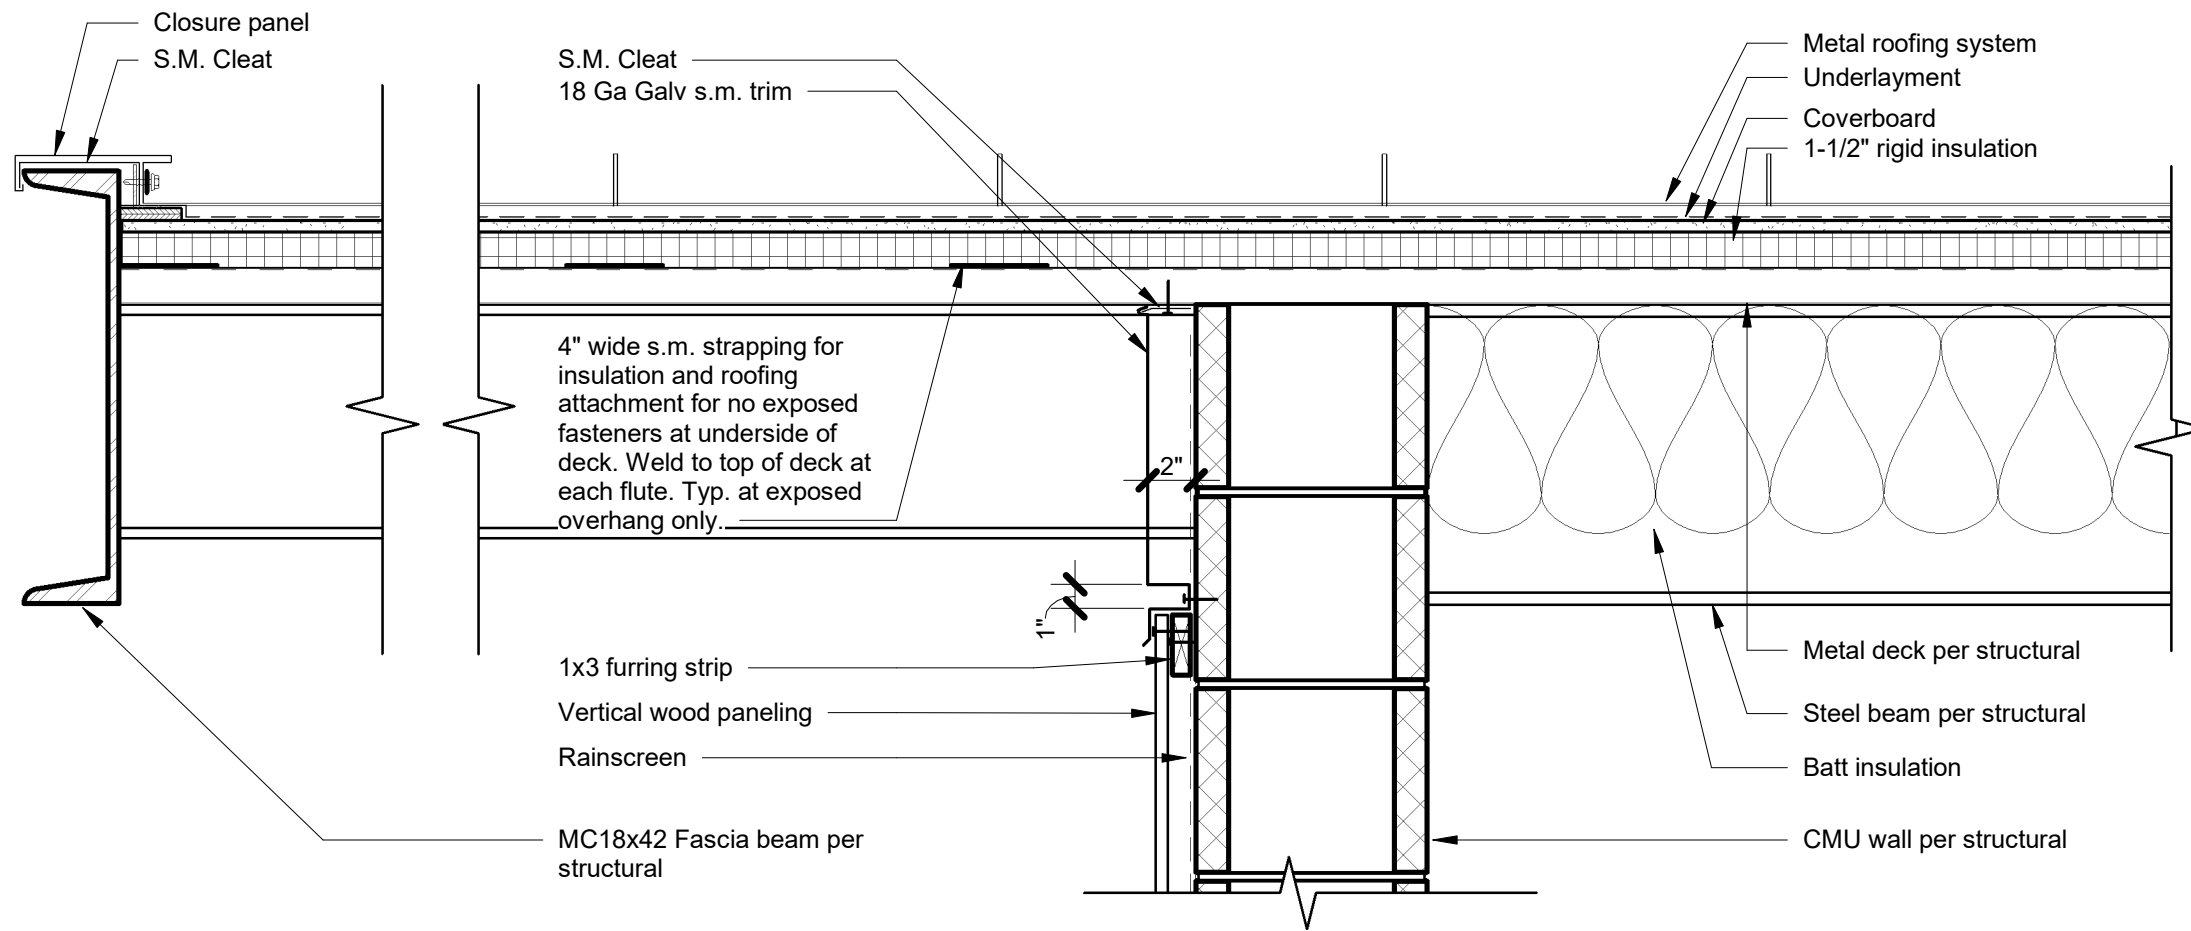 Closure panel
S.M. Cleat
S.M. Cleat
18 Ga Galv s.m. trim
Metal roofing system
Underlayment
Coverboard
1-1/2" rigid insulation
4" wide s.m. strapping for
insulation and roofing
attachment for no exposed
fasteners at underside of
deck. Weld to top of deck at
each flute. Typ. at exposed
overhang only.
2"
1"
1x3 furring strip
Vertical wood paneling
Rainscreen
MC18x42 Fascia beam per
structural
Metal deck per structural
Steel beam per structural
Batt insulation
CMU wall per structural